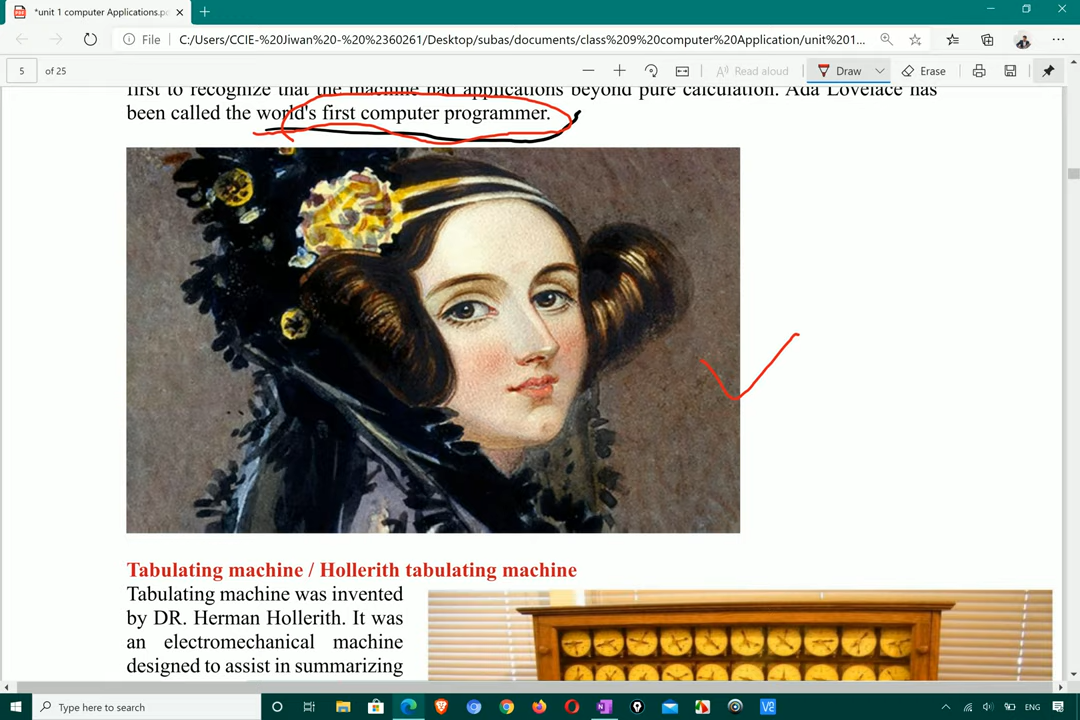 *unit 1 computer Applications.p
File
C:/Users/CCIE-%20Jiwan%20-%20%2360261/Desktop/subas/documents/class%209%20computer%20Application/unit%201...
5
of 25
Read aloud
Draw
Erase
first to recognize that the machine had applications beyond pure calculation. Ada Lovelace has
been called the world's first computer programmer.
Tabulating machine / Hollerith tabulating machine
Tabulating machine was invented
by DR. Herman Hollerith. It was
an electromechanical machine
designed to assist in summarizing
Type here to search
ENG